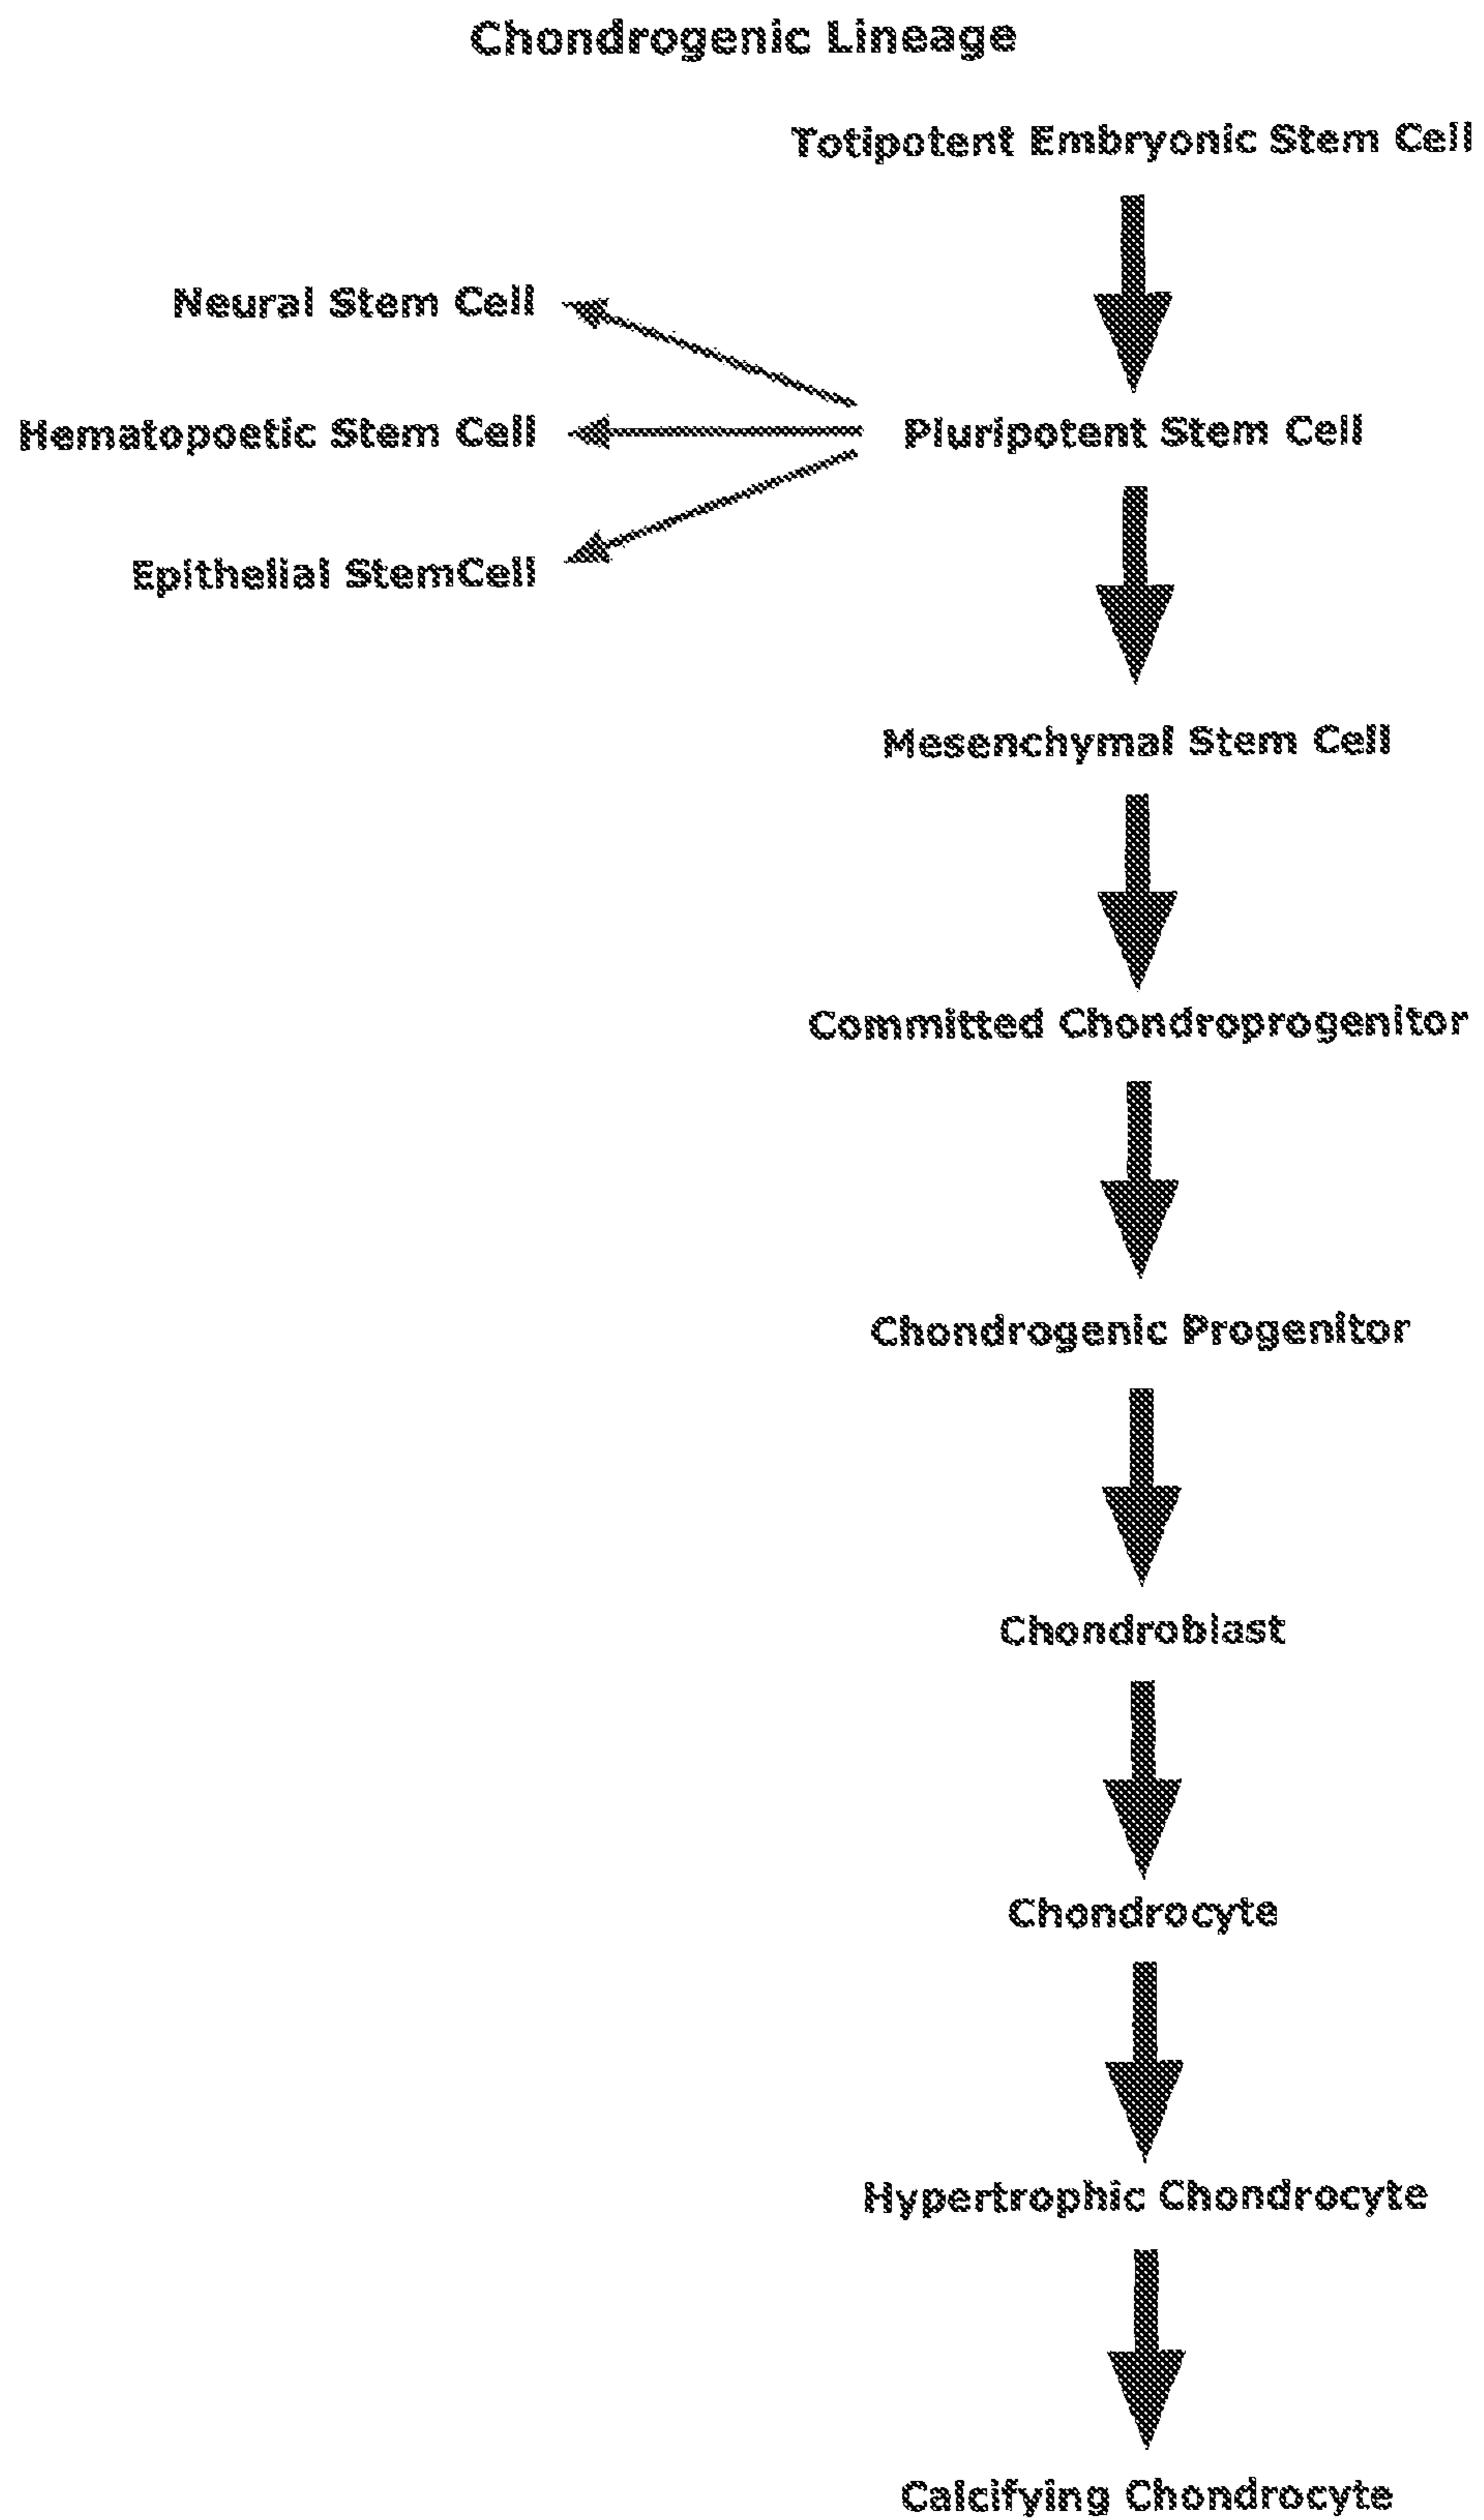 Chondrogenic Lineage
Totipotent Embryonic Stem Cell
Neural Stem Cell
Hematopoetic Stem Cell
Pluripotent Stem Cell
Epithelial StemCell
Mesenchymal Stem Cell
Committed Chondroprogenitor
Chondrogenic Progenitor
Chondroblast
Chondrocyte
Hypertrophic Chondrocyte
Calcifying Chondrocyte